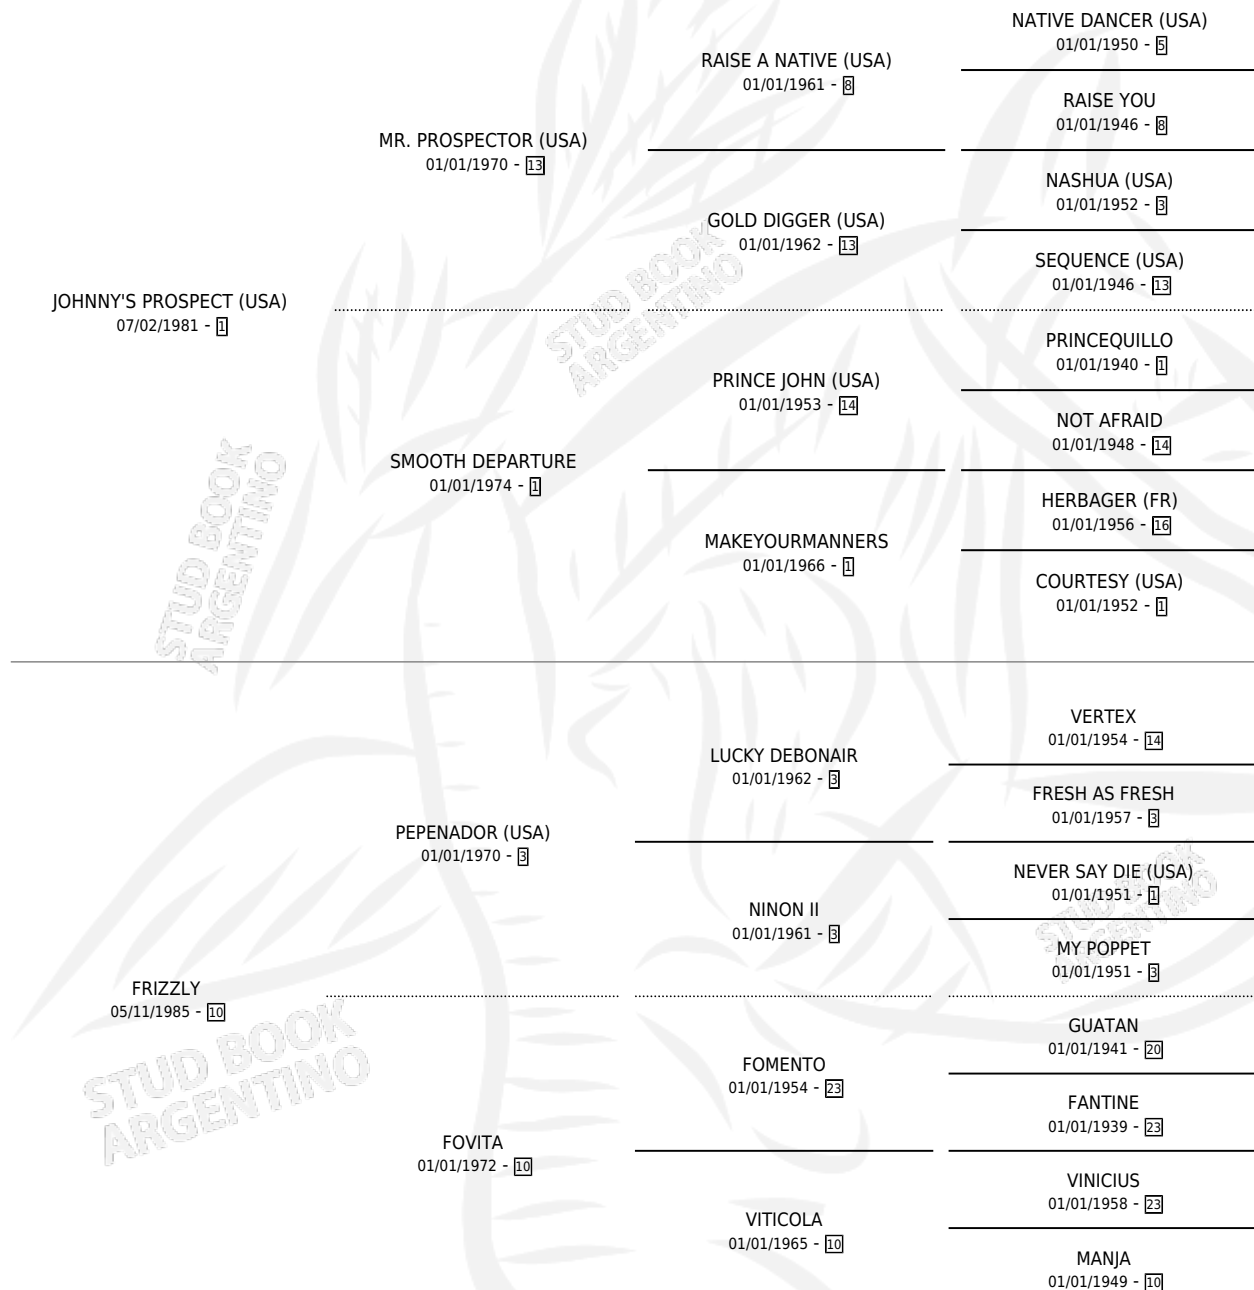 NATIVE DANCER (USA)
01/01/1950 - 5
RAISE A NATIVE (USA)
01/01/1961 - 8
RAISE YOU
01/01/1946 - 8
MR. PROSPECTOR (USA)
01/01/1970 - 13
NASHUA (USA)
01/01/1952 - 3
GOLD DIGGER (USA)
01/01/1962 - 13
SEQUENCE (USA)
01/01/1946 - 13
JOHNNY'S PROSPECT (USA)
07/02/1981 - 1
STUD BOOK
ARGENTINO
PRINCEQUILLO
01/01/1940 - 1
PRINCE JOHN (USA)
01/01/1953 - 14
NOT AFRAID
01/01/1948 - 14
SMOOTH DEPARTURE
01/01/1974 - 1
HERBAGER (FR)
01/01/1956 - 16
MAKEYOURMANNERS
01/01/1966 - 1
COURTESY (USA)
01/01/1952 - 1
STUD BOOK
ARGENTINO
VERTEX
01/01/1954 - 14
LUCKY DEBONAIR
01/01/1962 - 3
FRESH AS FRESH
01/01/1957 - 3
PEPENADOR (USA)
01/01/1970 - 3
NEVER SAY DIE (USA)
01/01/1951 - 1
NINON II
01/01/1961 - 3
MY POPPET
01/01/1951 - 3
STUD BOOK
ARGENTINO
FRIZZLY
05/11/1985 - 10
GUATAN
01/01/1941 - 20
FOMENTO
01/01/1954 - 23
FANTINE
01/01/1939 - 23
STUD BOOK
ARGENTINO
FOVITA
01/01/1972 - 10
VINICIUS
01/01/1958 - 23
VITICOLA
01/01/1965 - 10
MANJA
01/01/1949 - 10